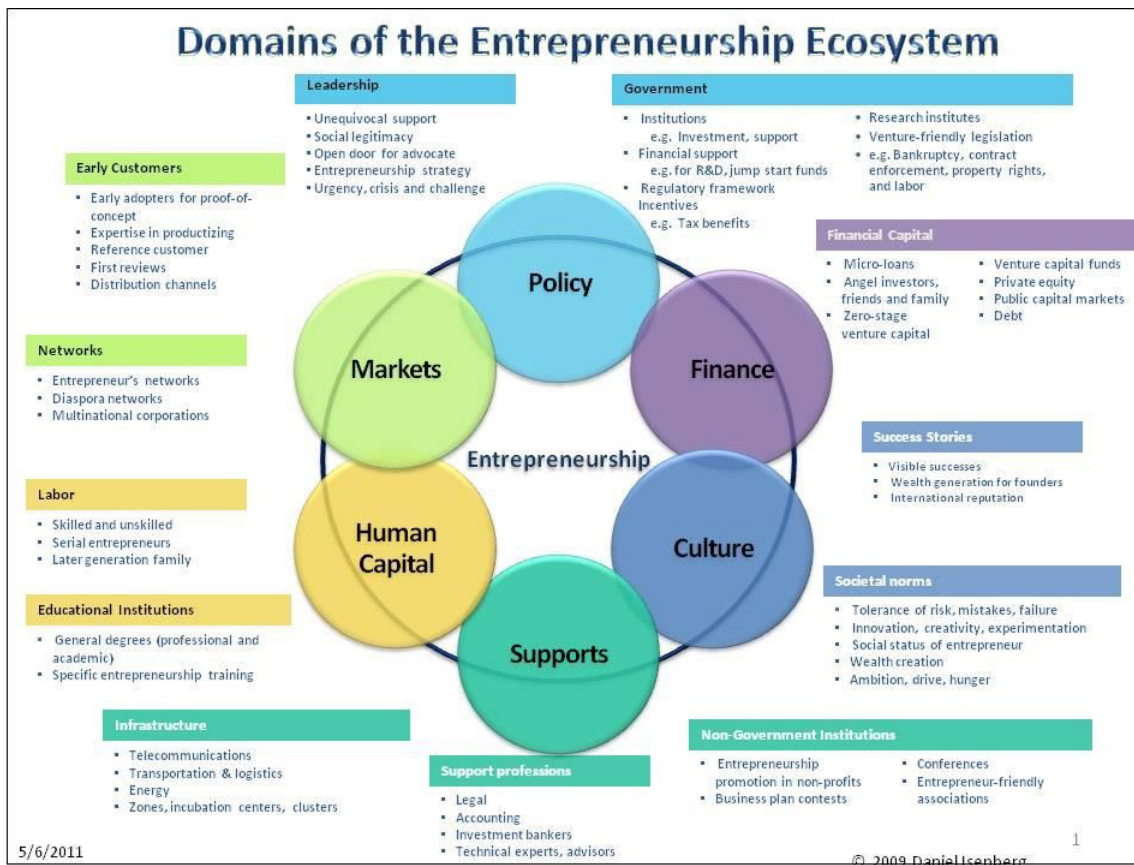 Domains of the Entrepreneurship Ecosystem
Leadership
▪ Unequivocal support
▪ Social legitimacy
▪ Open door for advocate
▪ Entrepreneurship strategy
▪ Urgency, crisis and challenge
Government
▪ Institutions
e.g. Investment, support
▪ Financial support
e.g. for R&D, jump start funds
▪ Regulatory framework
Incentives
e.g. Tax benefits
• Research institutes
• Venture-friendly legislation
• e.g. Bankruptcy, contract
enforcement, property rights,
and labor
Early Customers
▪ Early adopters for proof-of-
concept
▪ Expertise in productizing
▪ Reference customer
▪ First reviews
▪ Distribution channels
Financial Capital
▪ Micro-loans
▪ Angel investors,
friends and family
▪ Zero-stage
venture capital
▪ Venture capital funds
▪ Private equity
▪ Public capital markets
▪ Debt
Policy
Markets
Finance
Networks
▪ Entrepreneur's networks
▪ Diaspora networks
▪ Multinational corporations
Success Stories
▪ Visible successes
▪ Wealth generation for founders
▪ International reputation
Entrepreneurship
Labor
▪ Skilled and unskilled
▪ Serial entrepreneurs
▪ Later generation family
Human
Capital
Culture
Supports
Societal norms
▪ Tolerance of risk, mistakes, failure
▪ Innovation, creativity, experimentation
▪ Social status of entrepreneur
▪ Wealth creation
▪ Ambition, drive, hunger
Educational Institutions
▪ General degrees (professional and
academic)
▪ Specific entrepreneurship training
Infrastructure
▪ Telecommunications
▪ Transportation & logistics
▪ Energy
▪ Zones, incubation centers, clusters
Support professions
▪ Legal
▪ Accounting
▪ Investment bankers
▪ Technical experts, advisors
Non-Government Institutions
▪ Entrepreneurship
promotion in non-profits
▪ Business plan contests
▪ Conferences
▪ Entrepreneur-friendly
associations
5/6/2011
1
© 2009 Daniel Isenberg